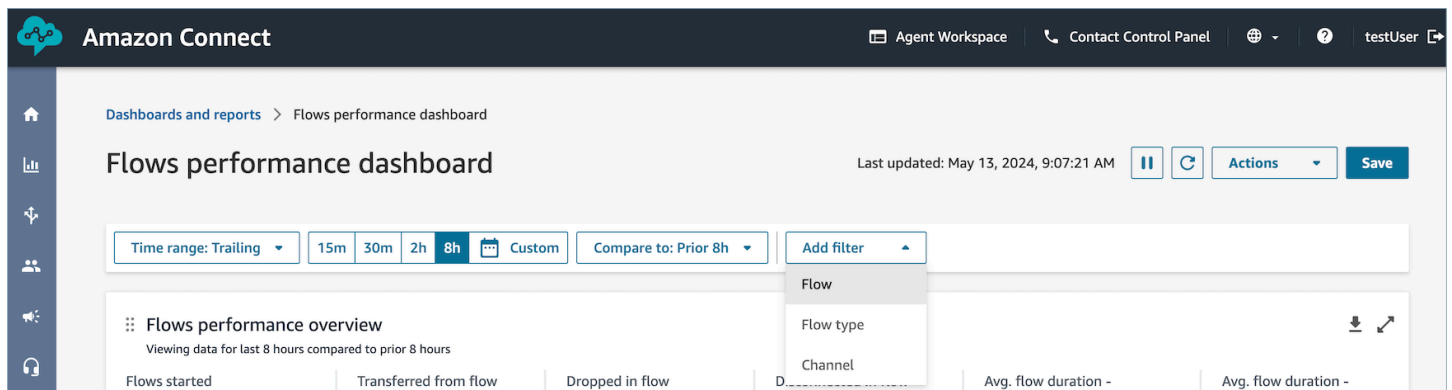 Amazon Connect
Agent Workspace
Contact Control Panel
testUser
Dashboards and reports > Flows performance dashboard
Flows performance dashboard
Last updated: May 13, 2024, 9:07:21 AM
Actions
Save
Time range: Trailing
15m 30m 2h 8h Custom
Compare to: Prior 8h
Add filter
Flow
Flow type
Channel
Flows performance overview
Viewing data for last 8 hours compared to prior 8 hours
Flows started
Transferred from flow
Dropped in flow
Avg. flow duration -
Avg. flow duration -